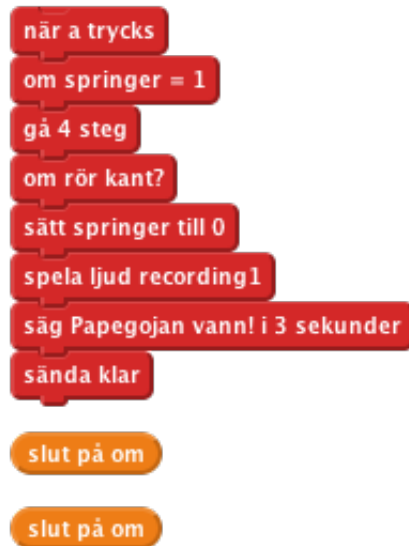 när a trycks
om springer = 1
gå 4 steg
om rör kant?
sätt springer till 0
spela ljud recording1
säg Papegojan vann! i 3 sekunder
sända klar
slut på om
slut på om